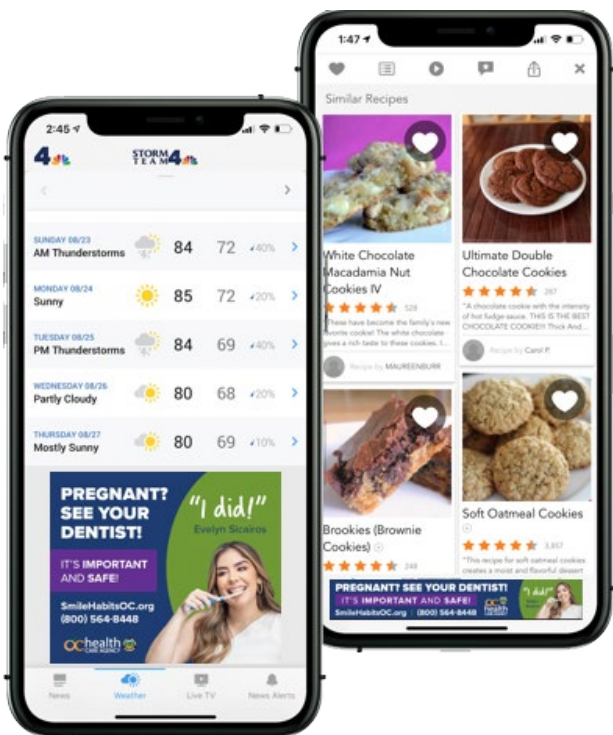 2:45
4
STORM
TEAM 4
SUNDAY 08/23
AM Thunderstorms
84 72 40%
MONDAY 08/24
Sunny
85 72 20%
TUESDAY 08/25
PM Thunderstorms
84 69 40%
WEDNESDAY 08/26
Partly Cloudy
80 68 20%
THURSDAY 08/27
Mostly Sunny
80 69 10%
PREGNANT?
SEE YOUR
DENTIST!
"I did!"
Evelyn Sicairos
IT'S IMPORTANT
AND SAFE!
SmileHabitsOC.org
(800) 564-8448
OC health
CARE AGENCY
News
Weather
Live TV
News Alerts
1:47
Similar Recipes
White Chocolate
Macadamia Nut
Cookies IV
528
"These have become the family's new
favorite cookie! The white chocolate
gives a rich taste to these cookies. I...
Recipe by MAUREENBURR
Ultimate Double
Chocolate Cookies
287
"A chocolate cookie with the intensity
of hot fudge sauce. THIS IS THE BEST
CHOCOLATE COOKIE!!! Thick And...
Recipe by Carol P.
Brookies (Brownie
Cookies)
248
Soft Oatmeal Cookies
3,857
"This recipe for soft oatmeal cookies
creates a moist and flavorful dessert
PREGNANT? SEE YOUR DENTIST!
IT'S IMPORTANT AND SAFE!
SmileHabitsOC.org (800) 564-8448
OC health
"I did!"